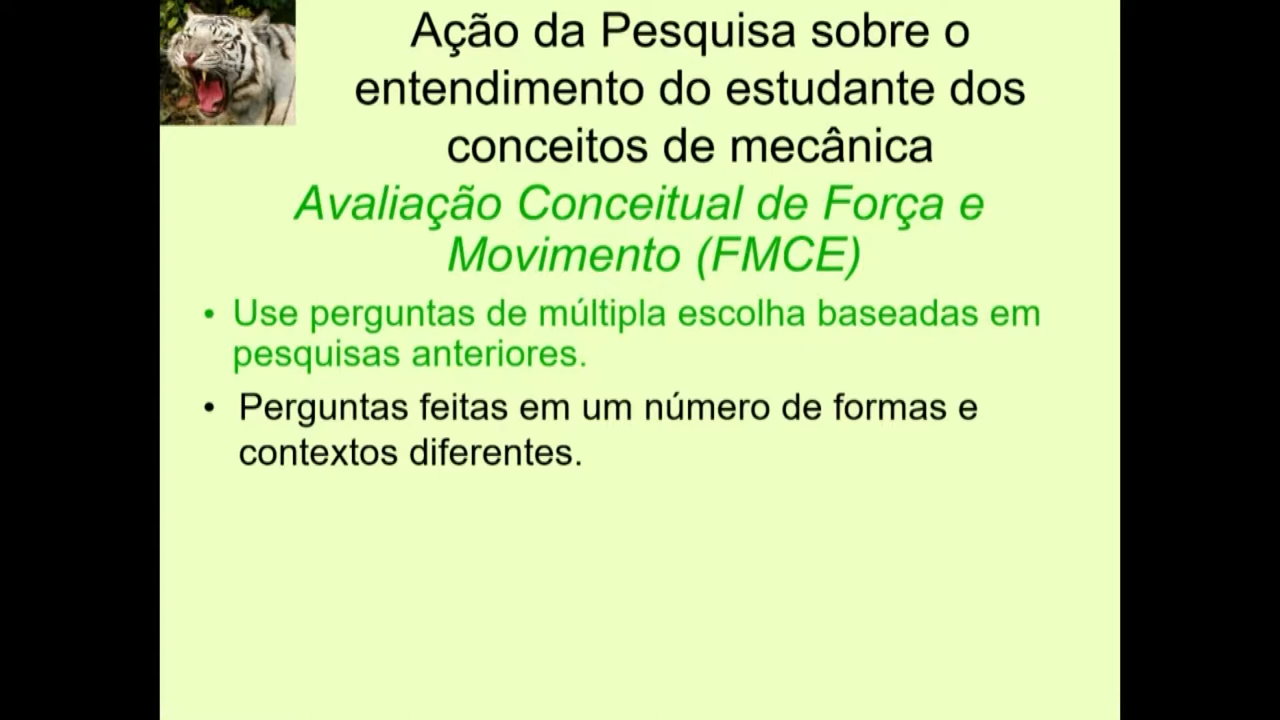 Ação da Pesquisa sobre o
entendimento do estudante dos
conceitos de mecânica
Avaliação Conceitual de Força e
Movimento (FMCE)
• Use perguntas de múltipla escolha baseadas em
pesquisas anteriores.
• Perguntas feitas em um número de formas e
contextos diferentes.